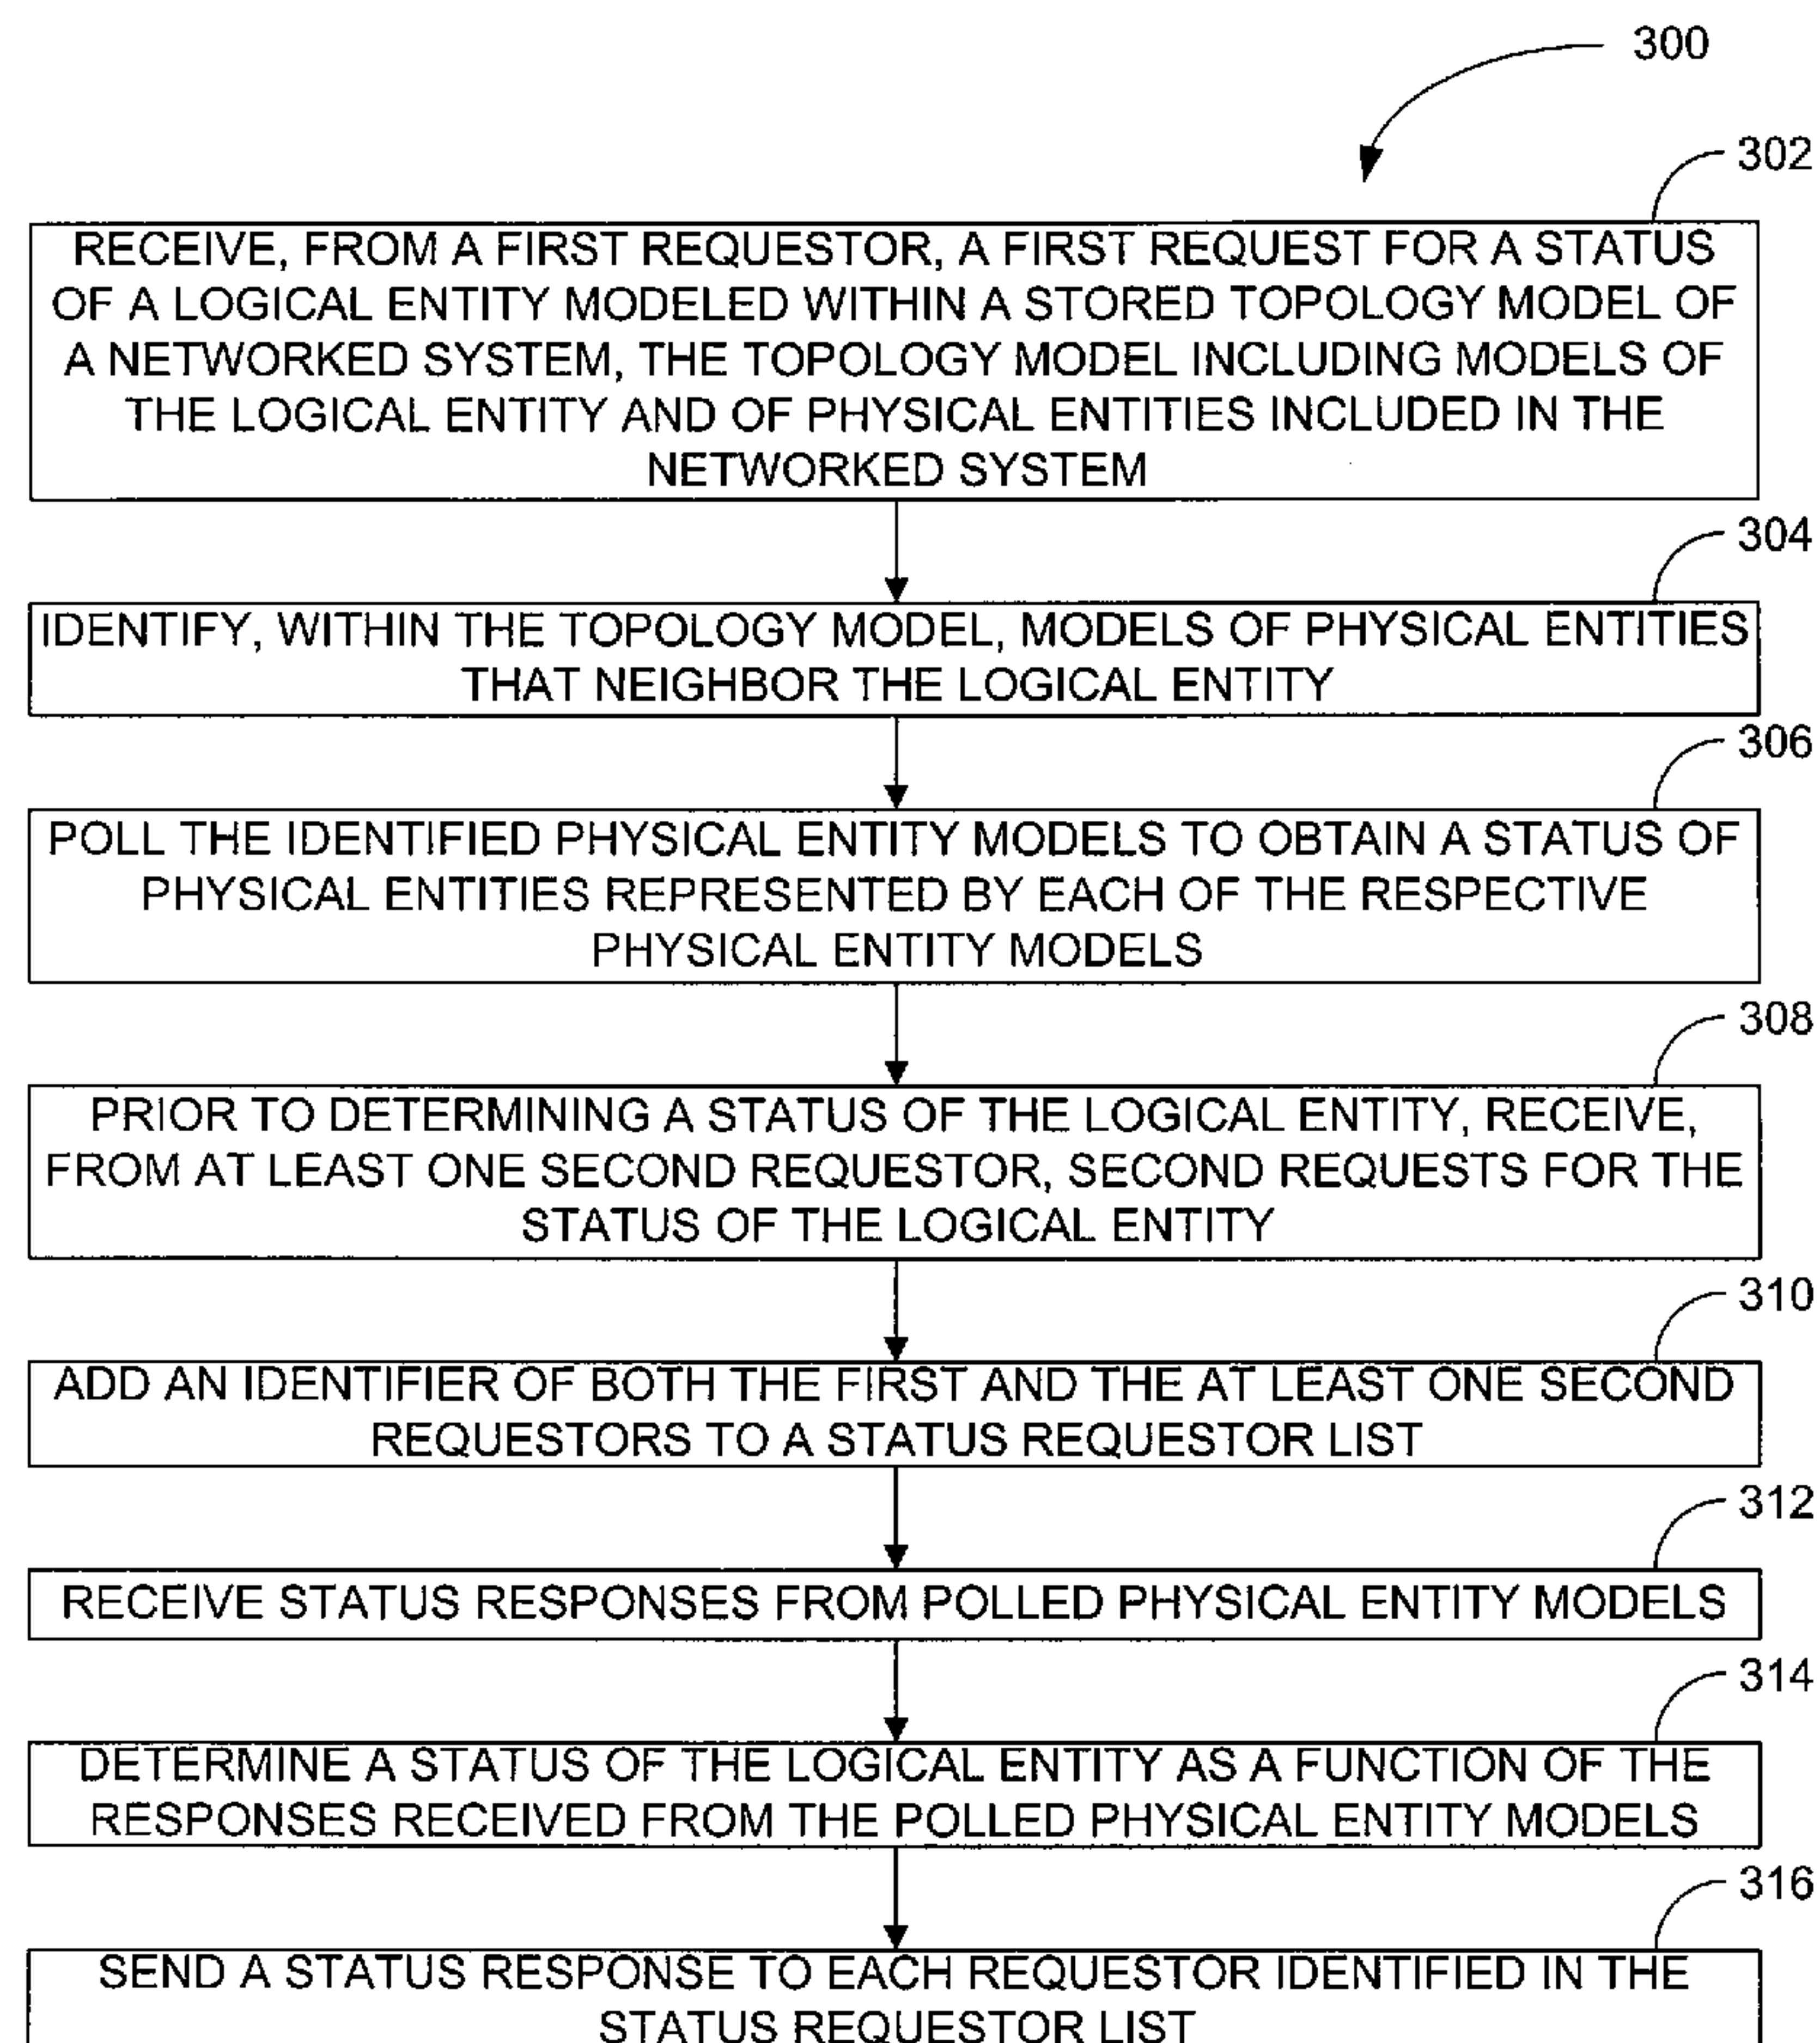 300
302
RECEIVE, FROM A FIRST REQUESTOR, A FIRST REQUEST FOR A STATUS
OF A LOGICAL ENTITY MODELED WITHIN A STORED TOPOLOGY MODEL OF
A NETWORKED SYSTEM, THE TOPOLOGY MODEL INCLUDING MODELS OF
THE LOGICAL ENTITY AND OF PHYSICAL ENTITIES INCLUDED IN THE
NETWORKED SYSTEM
304
IDENTIFY, WITHIN THE TOPOLOGY MODEL, MODELS OF PHYSICAL ENTITIES
THAT NEIGHBOR THE LOGICAL ENTITY
306
POLL THE IDENTIFIED PHYSICAL ENTITY MODELS TO OBTAIN A STATUS OF
PHYSICAL ENTITIES REPRESENTED BY EACH OF THE RESPECTIVE
PHYSICAL ENTITY MODELS
308
PRIOR TO DETERMINING A STATUS OF THE LOGICAL ENTITY, RECEIVE,
FROM AT LEAST ONE SECOND REQUESTOR, SECOND REQUESTS FOR THE
STATUS OF THE LOGICAL ENTITY
310
ADD AN IDENTIFIER OF BOTH THE FIRST AND THE AT LEAST ONE SECOND
REQUESTORS TO A STATUS REQUESTOR LIST
312
RECEIVE STATUS RESPONSES FROM POLLED PHYSICAL ENTITY MODELS
314
DETERMINE A STATUS OF THE LOGICAL ENTITY AS A FUNCTION OF THE
RESPONSES RECEIVED FROM THE POLLED PHYSICAL ENTITY MODELS
316
SEND A STATUS RESPONSE TO EACH REQUESTOR IDENTIFIED IN THE
STATUS REQUESTOR LIST